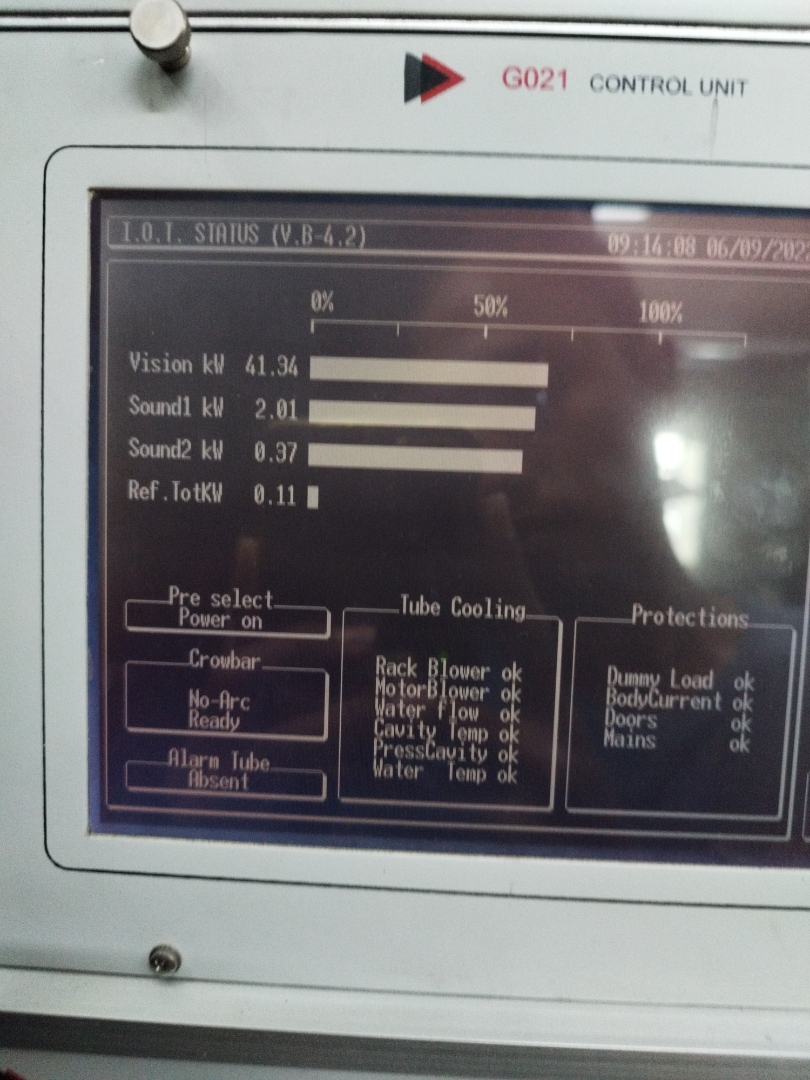 G021 CONTROL UNIT
I.O.T. STATUS (V.B-4.2) 09:14:08 06/09/202
0% 50% 100%
Vision kW 41.94
Sound1 kW 2.01
Sound2 kW 0.37
Ref.TotKW 0.11
Pre select
Power on
Crowbar
No-Arc
Ready
Alarm Tube
Absent
Tube Cooling
Rack Blower ok
MotorBlower ok
Water flow ok
Cavity Temp ok
PressCavity ok
Water Temp ok
Protections
Dummy Load ok
BodyCurrent ok
Doors ok
Mains ok